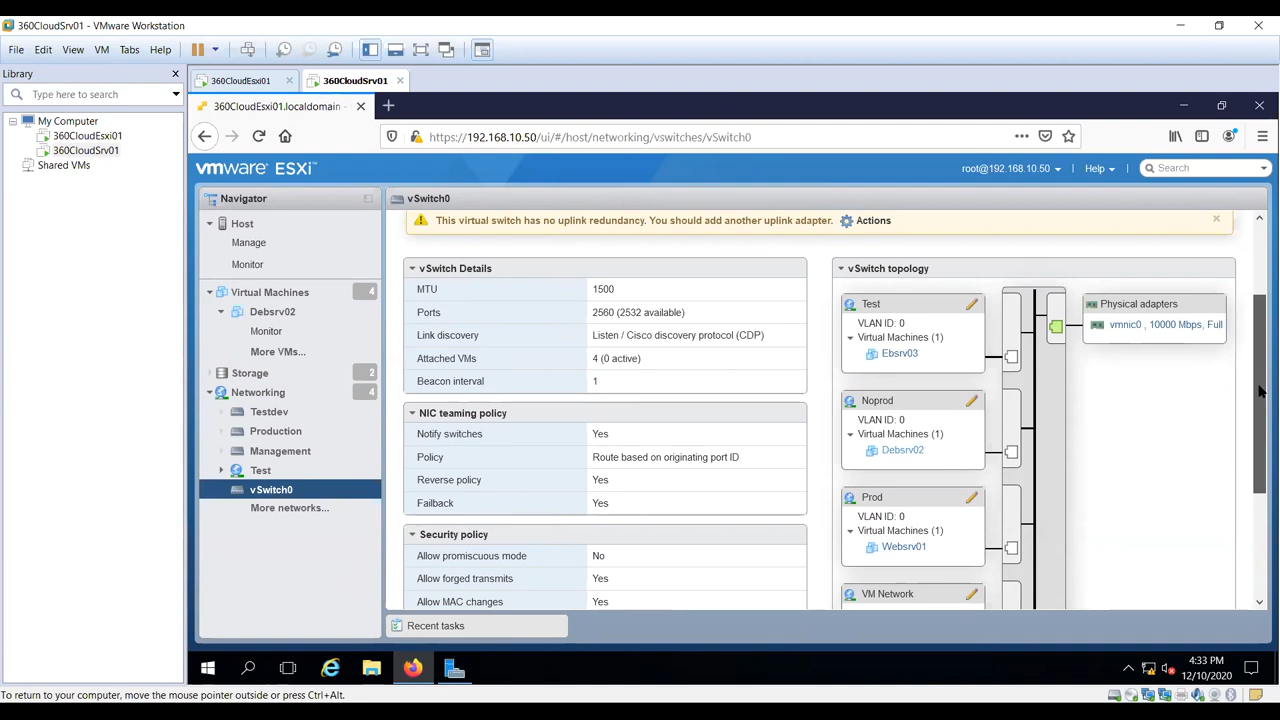 360CloudSrv01 - VMware Workstation
File Edit View VM Tabs Help
Library
Type here to search
My Computer
360CloudEsxi01
360CloudSrv01
Shared VMs
360CloudEsxi01
360CloudSrv01
360CloudEsxi01.localdomain -
https://192.168.10.50/ui/#/host/networking/vswitches/vSwitch0
vmware ESXi™
root@192.168.10.50
Help
Search
Navigator
Host
Manage
Monitor
Virtual Machines 4
Debsrv02
Monitor
More VMs...
Storage 2
Networking 4
Testdev
Production
Management
Test
vSwitch0
More networks...
vSwitch0
This virtual switch has no uplink redundancy. You should add another uplink adapter. Actions
vSwitch Details
MTU 1500
Ports 2560 (2532 available)
Link discovery Listen / Cisco discovery protocol (CDP)
Attached VMs 4 (0 active)
Beacon interval 1
NIC teaming policy
Notify switches Yes
Policy Route based on originating port ID
Reverse policy Yes
Failback Yes
Security policy
Allow promiscuous mode No
Allow forged transmits Yes
Allow MAC changes Yes
vSwitch topology
Test
VLAN ID: 0
Virtual Machines (1)
Ebsrv03
Noprod
VLAN ID: 0
Virtual Machines (1)
Debsrv02
Prod
VLAN ID: 0
Virtual Machines (1)
Websrv01
VM Network
Physical adapters
vmnic0 , 10000 Mbps, Full
Recent tasks
4:33 PM
12/10/2020
To return to your computer, move the mouse pointer outside or press Ctrl+Alt.